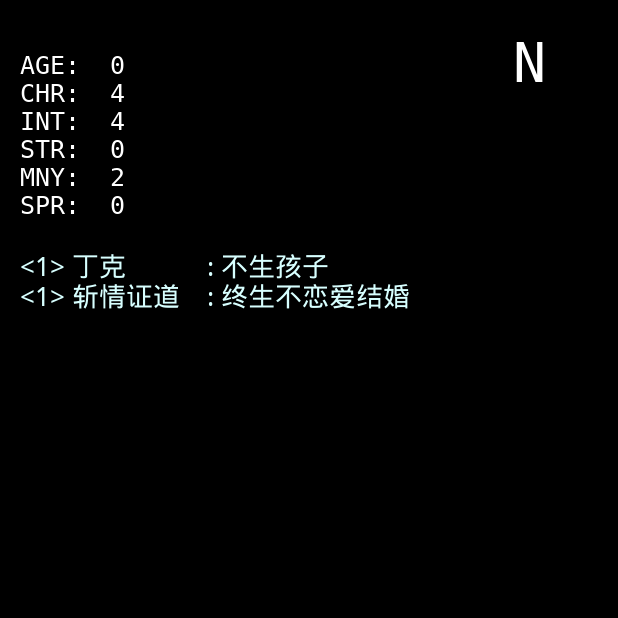 N
AGE: 0
CHR: 4
INT: 4
STR: 0
MNY: 2
SPR: 0
<1> 丁克 : 不生孩子
<1> 斩情证道 : 终生不恋爱结婚